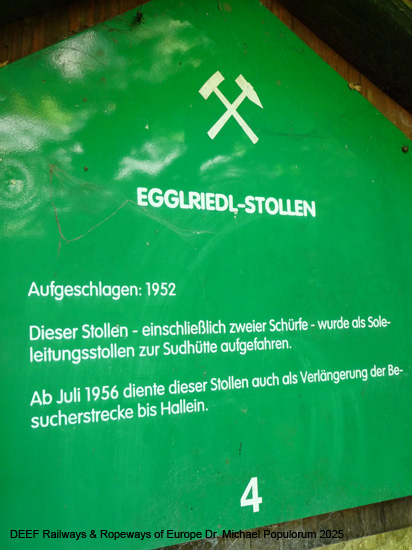 EGGLRIEDL-STOLLEN
Aufgeschlagen: 1952
Dieser Stollen - einschließlich zweier Schürfe - wurde als Sole-
leitungsstollen zur Sudhütte aufgefahren.
Ab Juli 1956 diente dieser Stollen auch als Verlängerung der Be-
sucherstrecke bis Hallein.
4
DEEF Railways & Ropeways of Europe Dr. Michael Populorum 2025